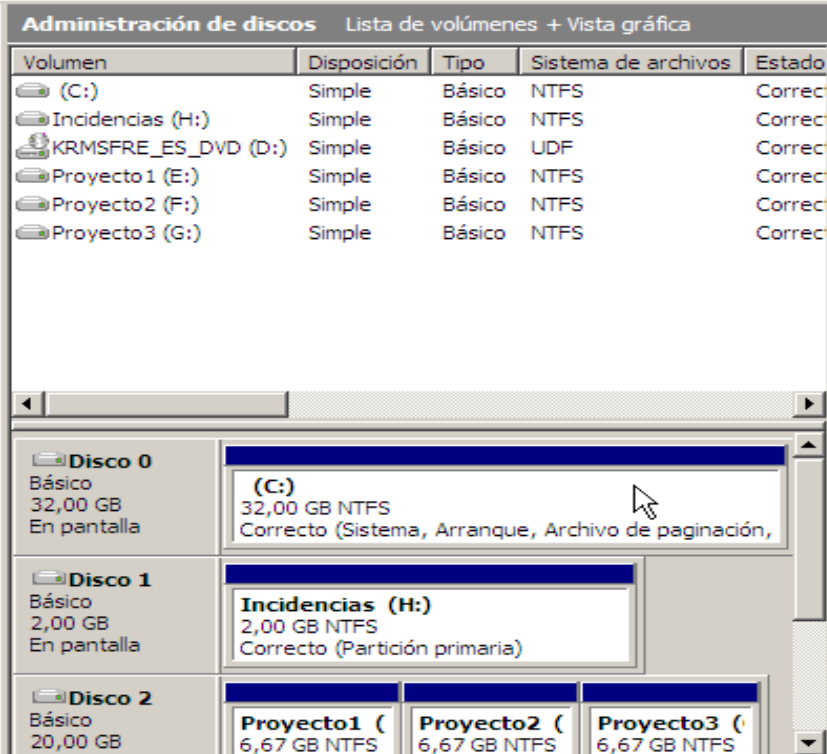 Administración de discos Lista de volúmenes + Vista gráfica
Volumen Disposición Tipo Sistema de archivos Estado
(C:) Simple Básico NTFS Correct
Incidencias (H:) Simple Básico NTFS Correct
KRMSFRE_ES_DVD (D:) Simple Básico UDF Correct
Proyecto1 (E:) Simple Básico NTFS Correct
Proyecto2 (F:) Simple Básico NTFS Correct
Proyecto3 (G:) Simple Básico NTFS Correct
Disco 0
Básico
32,00 GB
En pantalla
(C:)
32,00 GB NTFS
Correcto (Sistema, Arranque, Archivo de paginación,
Disco 1
Básico
2,00 GB
En pantalla
Incidencias (H:)
2,00 GB NTFS
Correcto (Partición primaria)
Disco 2
Básico
20,00 GB
Proyecto1 (
6,67 GB NTFS
Proyecto2 (
6,67 GB NTFS
Proyecto3 (
6,67 GB NTFS